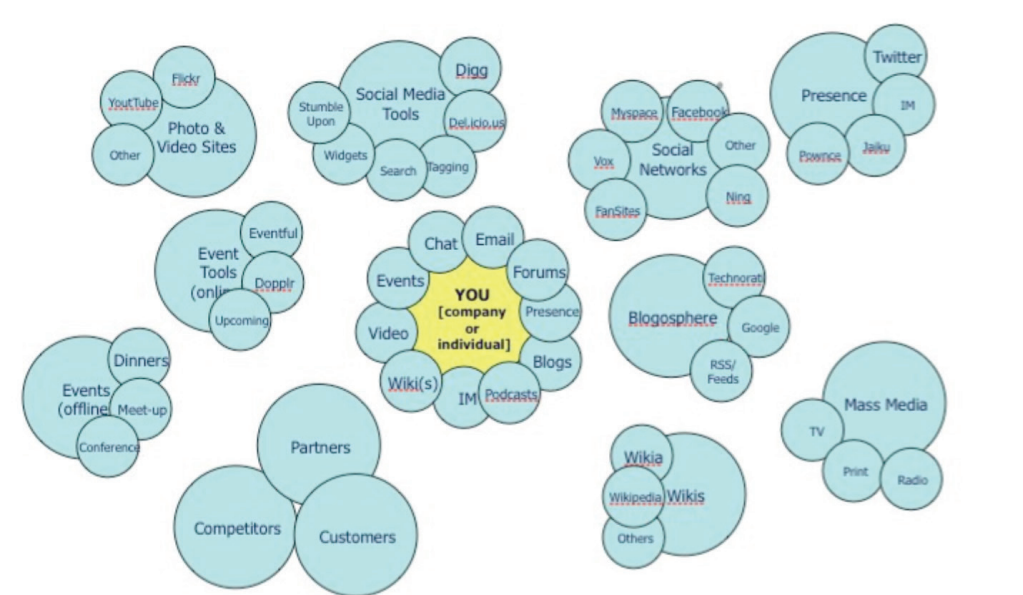 Flickr
YoutTube
Photo &
Video Sites
Other
Social Media
Tools
Digg
Stumble
Upon
Del.icio.us
Widgets
Search
Tagging
Myspace
Facebook
Other
Vox
Social
Networks
FanSites
Ning
Presence
Twitter
IM
Pownce
Jaiku
Event
Tools
(onlin
Eventful
Dopplr
Upcoming
Chat
Email
Events
Forums
YOU
[company
or
individual]
Presence
Video
Blogs
Wiki(s)
IM
Podcasts
Blogosphere
Technorati
Google
RSS/
Feeds
Events
(offline
Dinners
Meet-up
Conference
Partners
Competitors
Customers
Wikia
Wikipedia
Wikis
Others
Mass Media
TV
Print
Radio